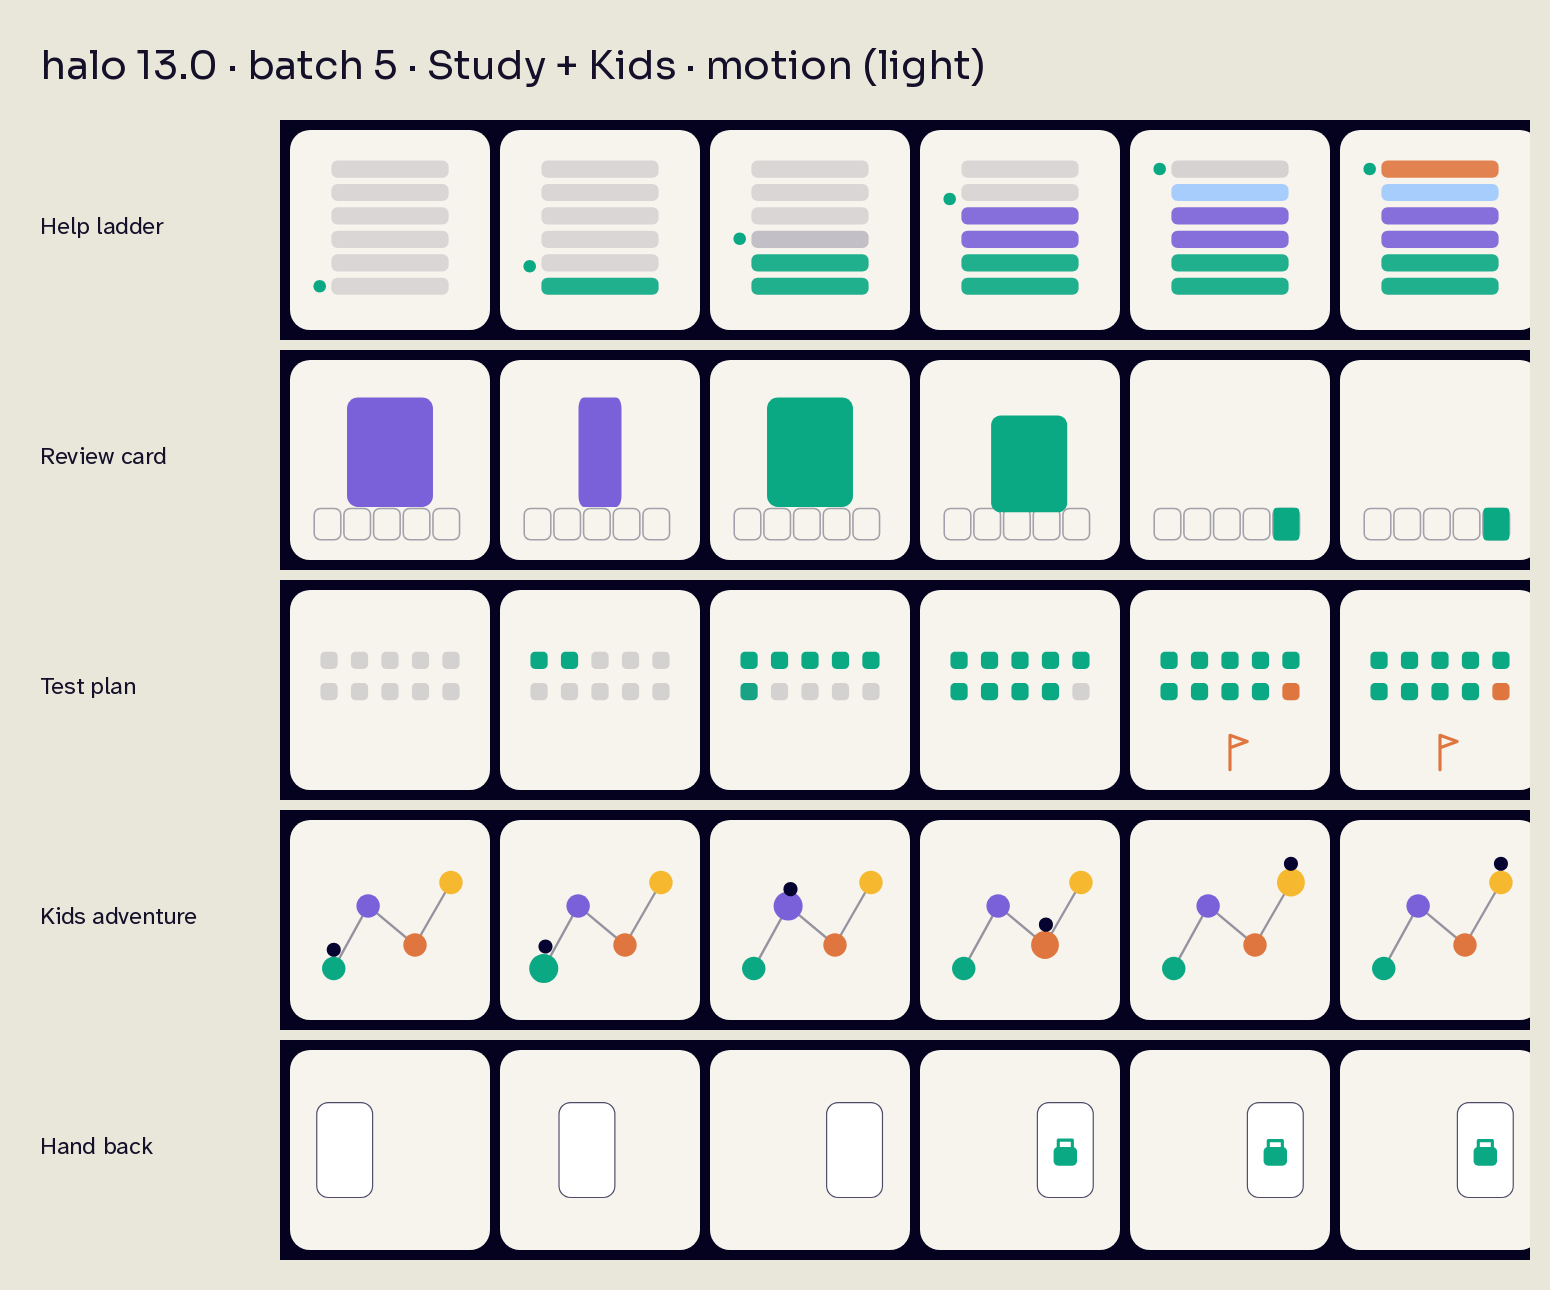 halo 13.0 · batch 5 · Study + Kids · motion (light)
Help ladder
Review card
Test plan
Kids adventure
Hand back